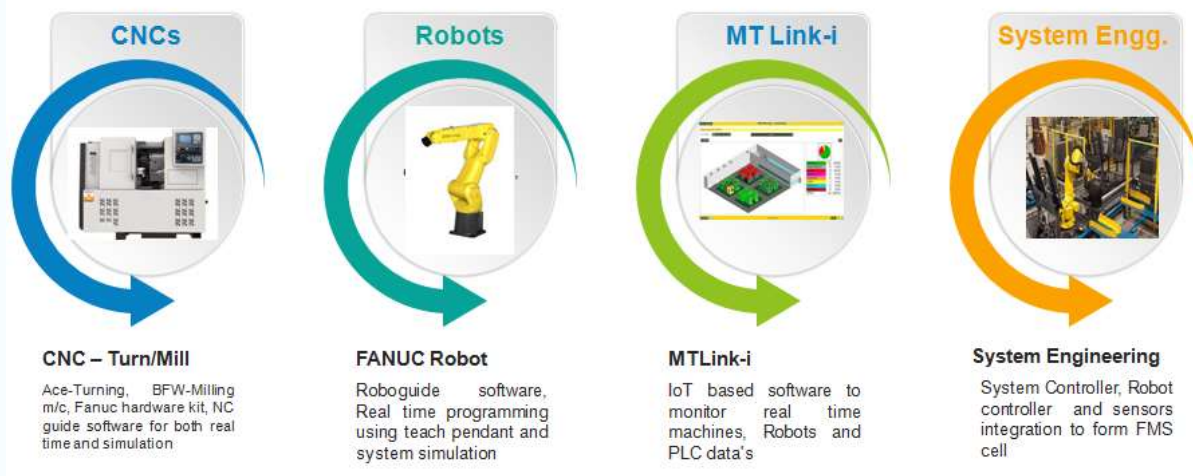 CNCs
Robots
MT Link-i
System Engg.
CNC – Turn/Mill
Ace-Turning, BFW-Milling
m/c, Fanuc hardware kit, NC
guide software for both real
time and simulation
FANUC Robot
Roboguide software,
Real time programming
using teach pendant and
system simulation
MTLink-i
IoT based software to
monitor real time
machines, Robots and
PLC data's
System Engineering
System Controller, Robot
controller and sensors
integration to form FMS
cell